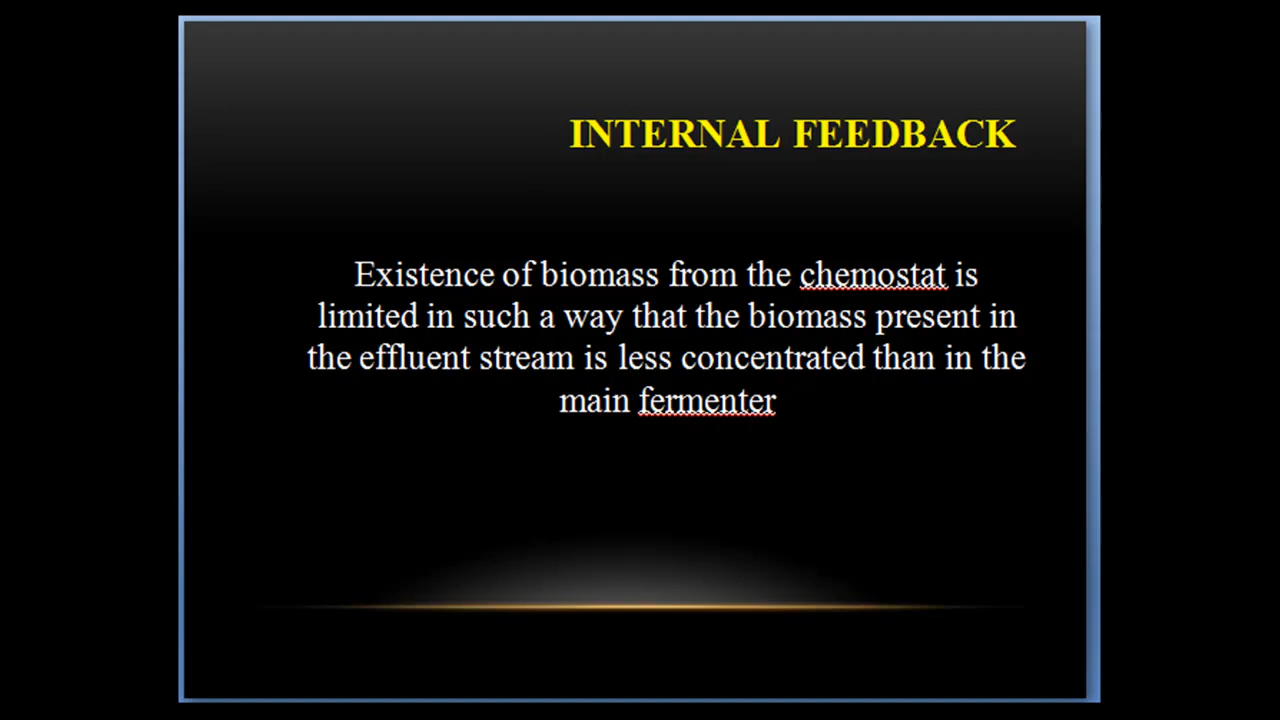 INTERNAL FEEDBACK
Existence of biomass from the chemostat is
limited in such a way that the biomass present in
the effluent stream is less concentrated than in the
main fermenter